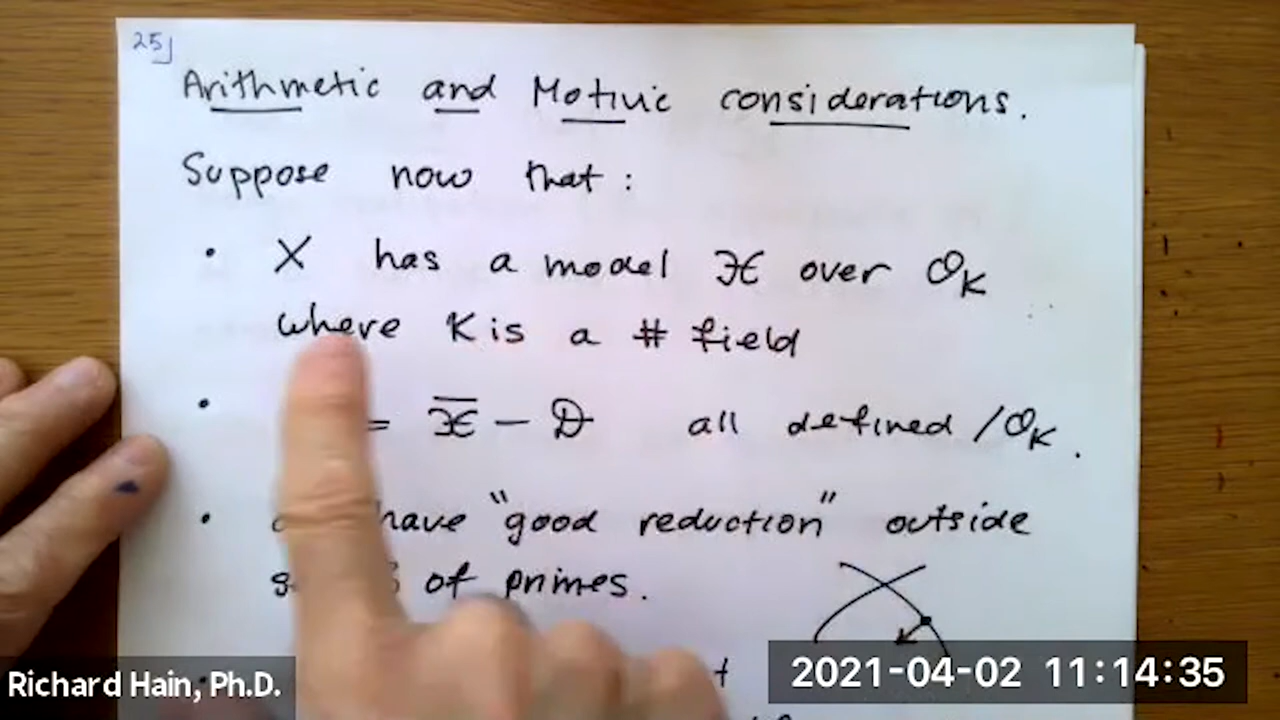 25
Arithmetic and Motivic considerations.
Suppose now that :
• X has a model 𝒳 over 𝒪_K
where K is a # field
• = 𝒳̅ − 𝒟 all defined /𝒪_K .
• have "good reduction" outside
of primes.
Richard Hain, Ph.D.
2021-04-02 11:14:35